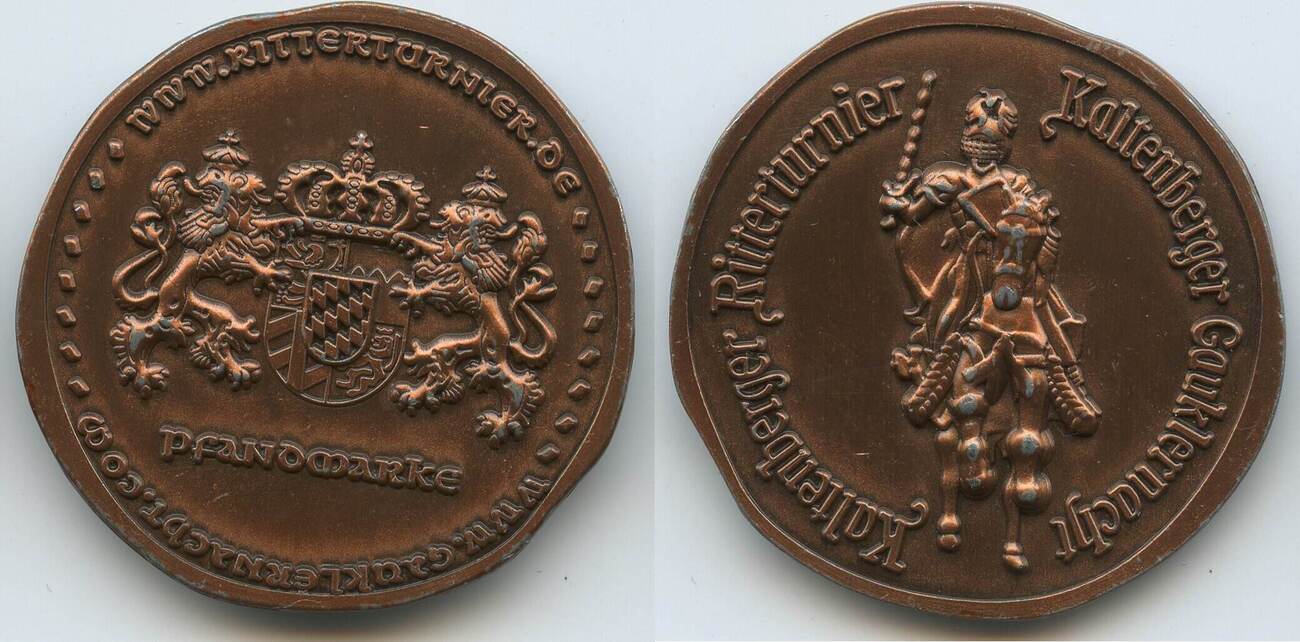 WWW.RITTERTURNIER.DE
PFANDMARKE
WWW.GAUKLERNACHT.COM
Kaltenberger Ritterturnier
Kaltenberger Gauklernacht